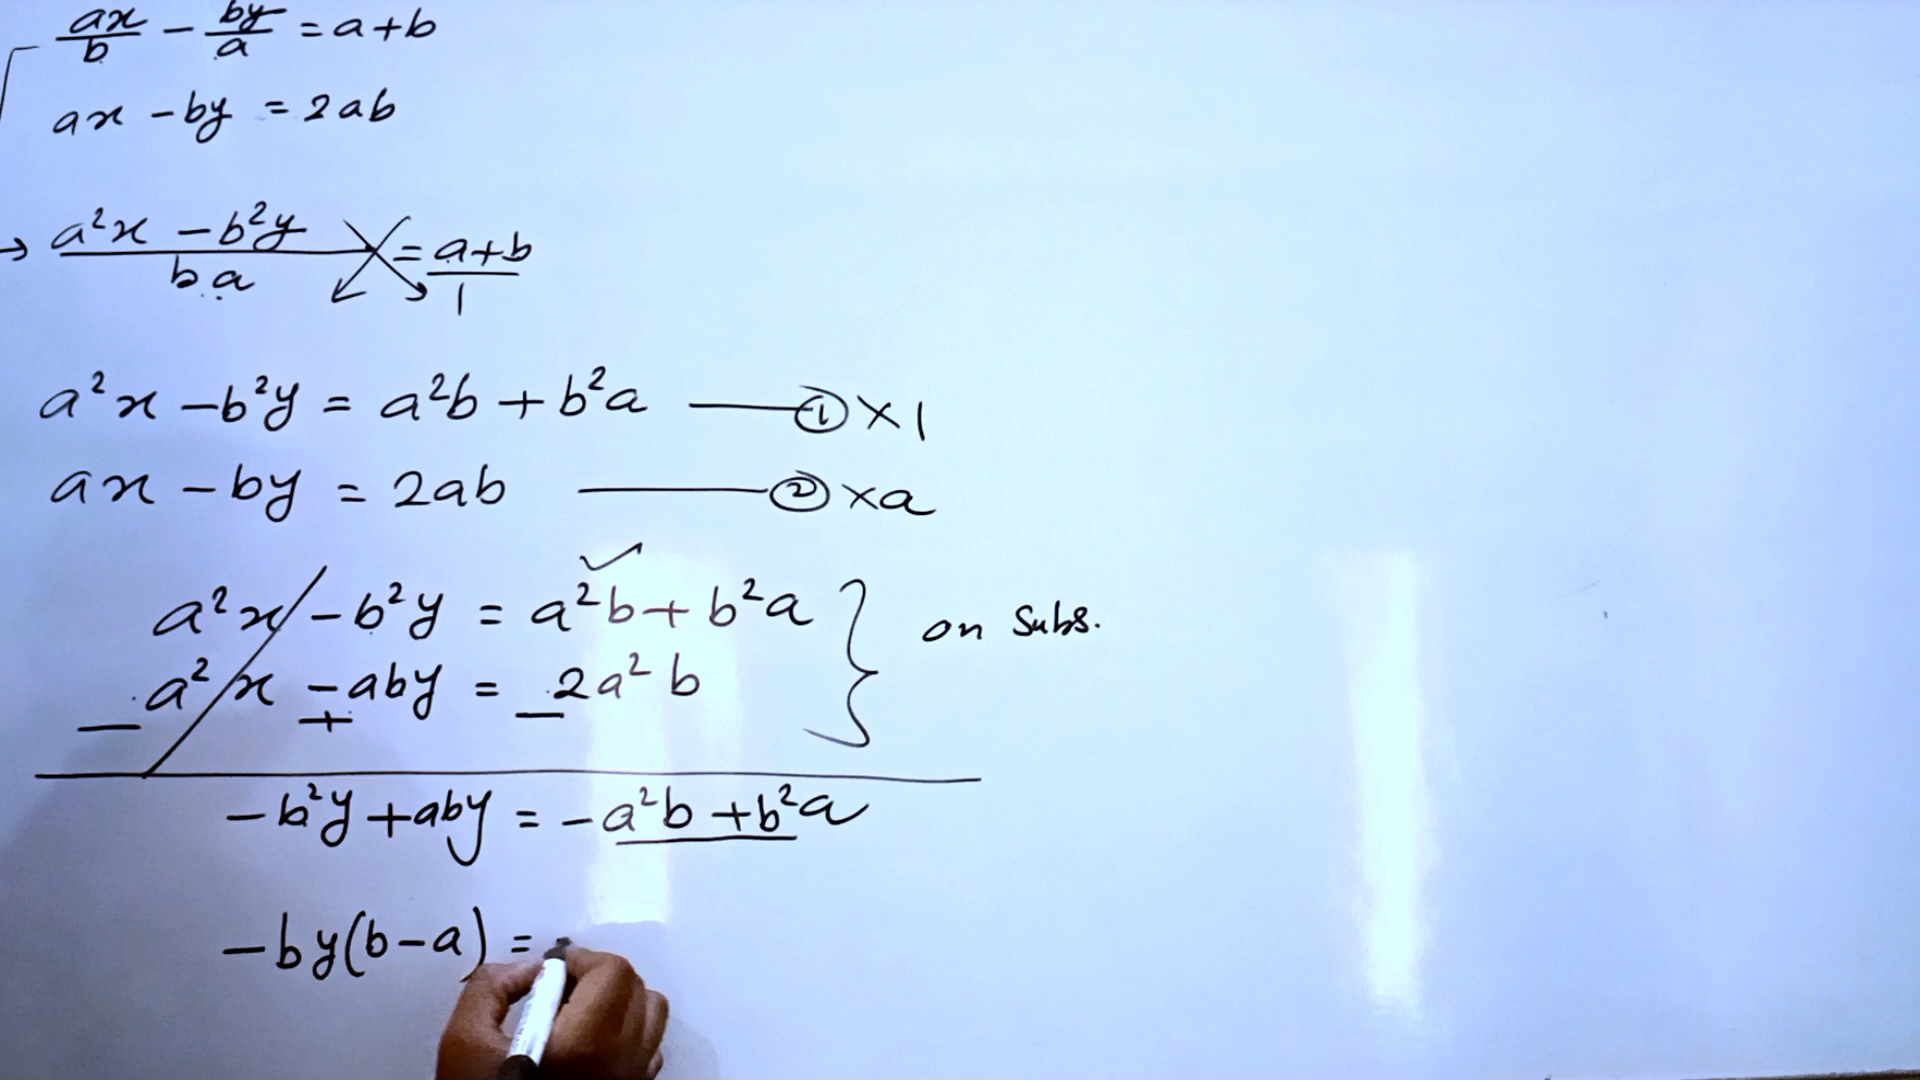 ax/b - by/a = a+b
ax - by = 2ab
→ (a²x - b²y)/(ba) = (a+b)/1
a²x - b²y = a²b + b²a —— ① × 1
ax - by = 2ab —— ② × a
a²x - b²y = a²b + b²a } on Subs.
_ a²x - aby = _ 2a²b
+
-b²y + aby = -a²b + b²a
-by(b-a) =